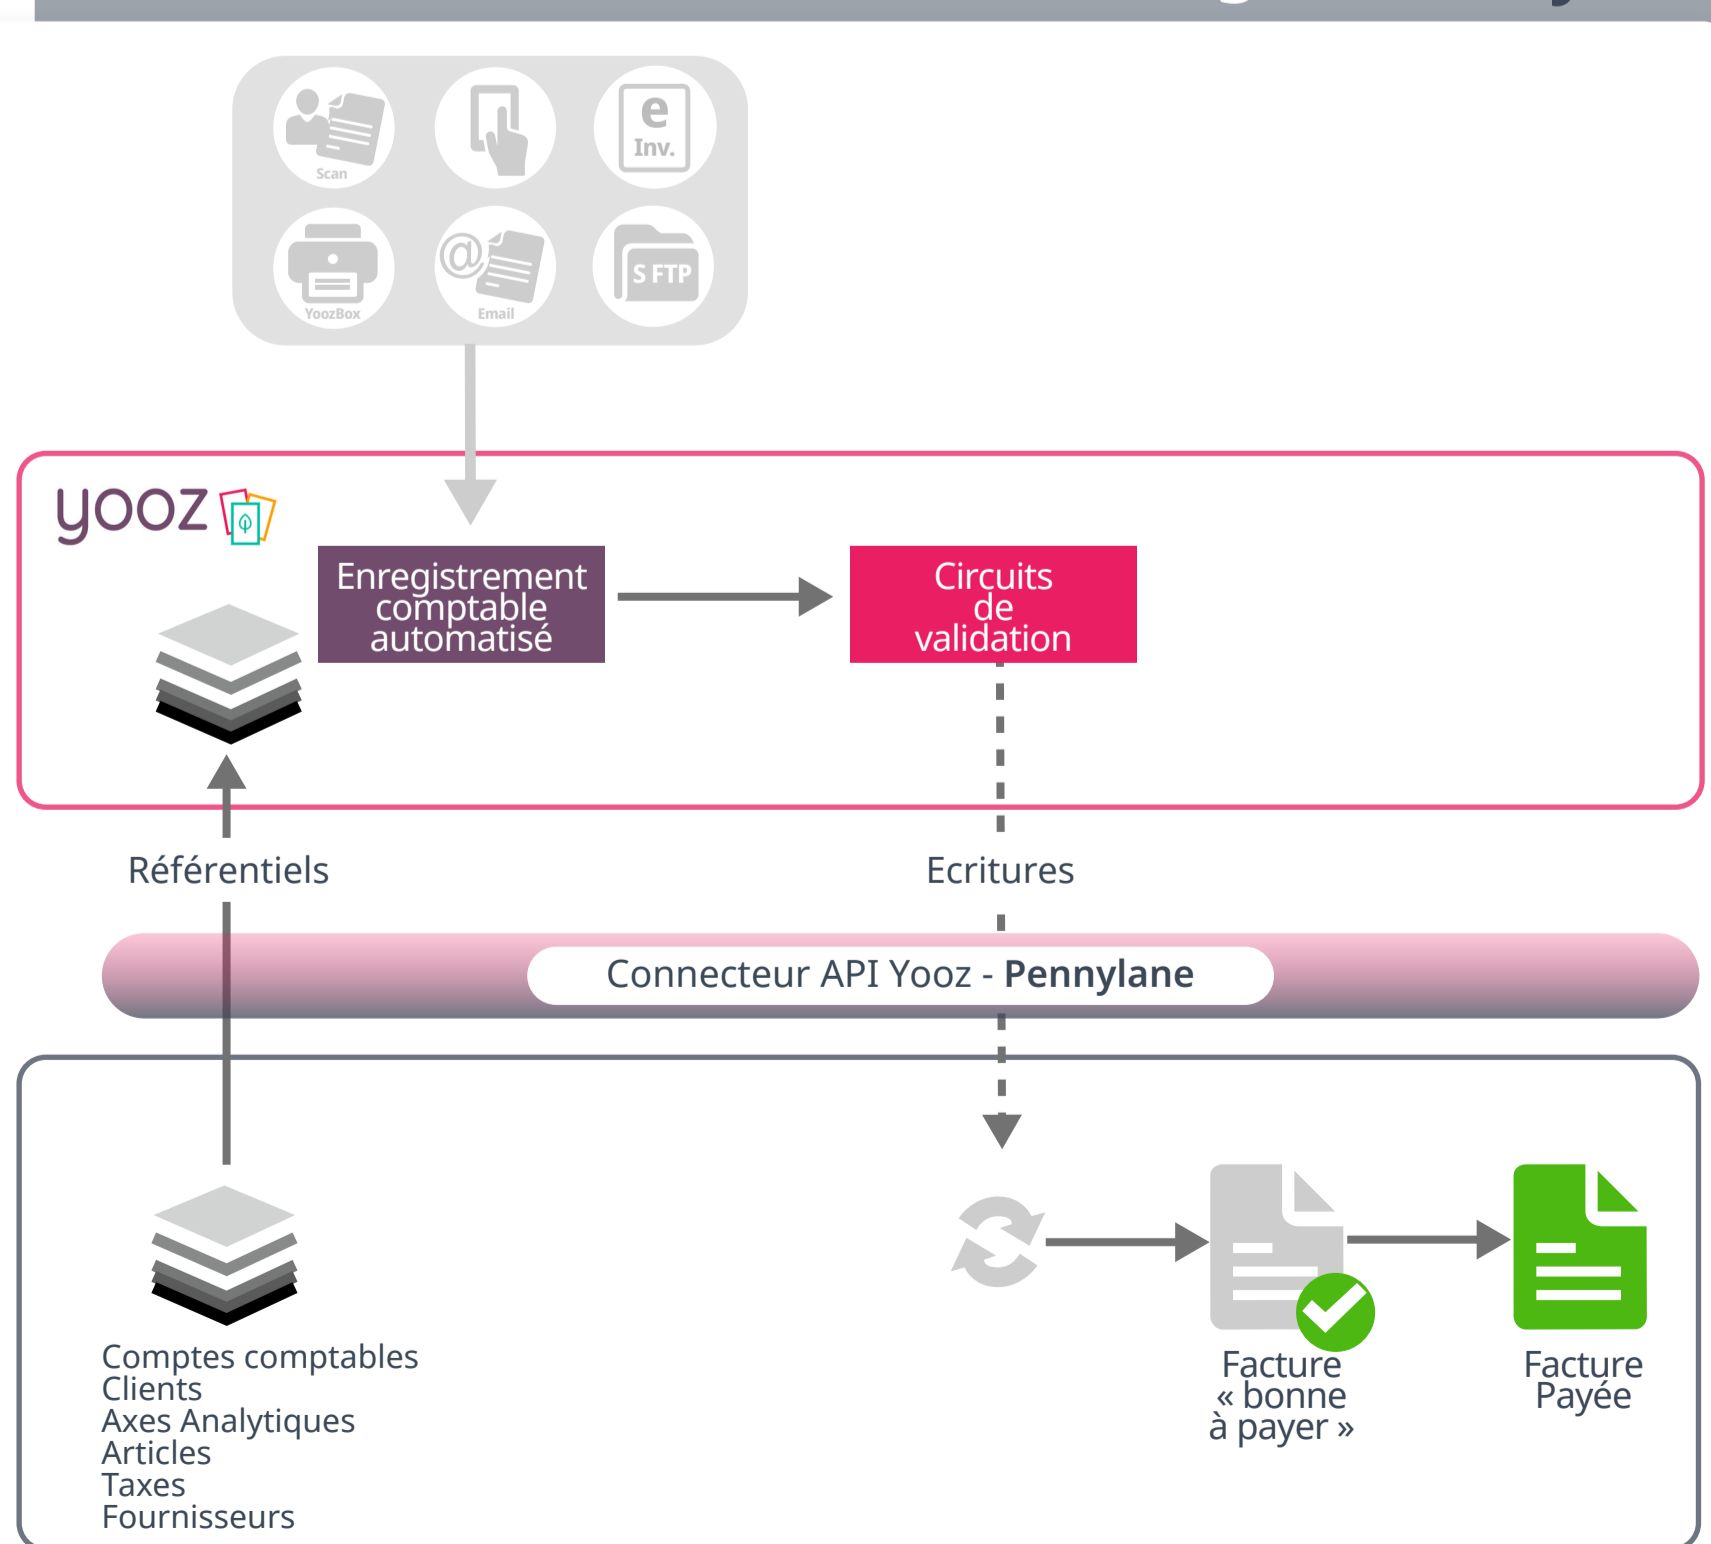 Scan
e
Inv.
YoozBox
@
Email
S FTP
yooz
Enregistrement
comptable
automatisé
Circuits
de
validation
Référentiels
Ecritures
Connecteur API Yooz - Pennylane
Comptes comptables
Clients
Axes Analytiques
Articles
Taxes
Fournisseurs
Facture
« bonne
à payer »
Facture
Payée